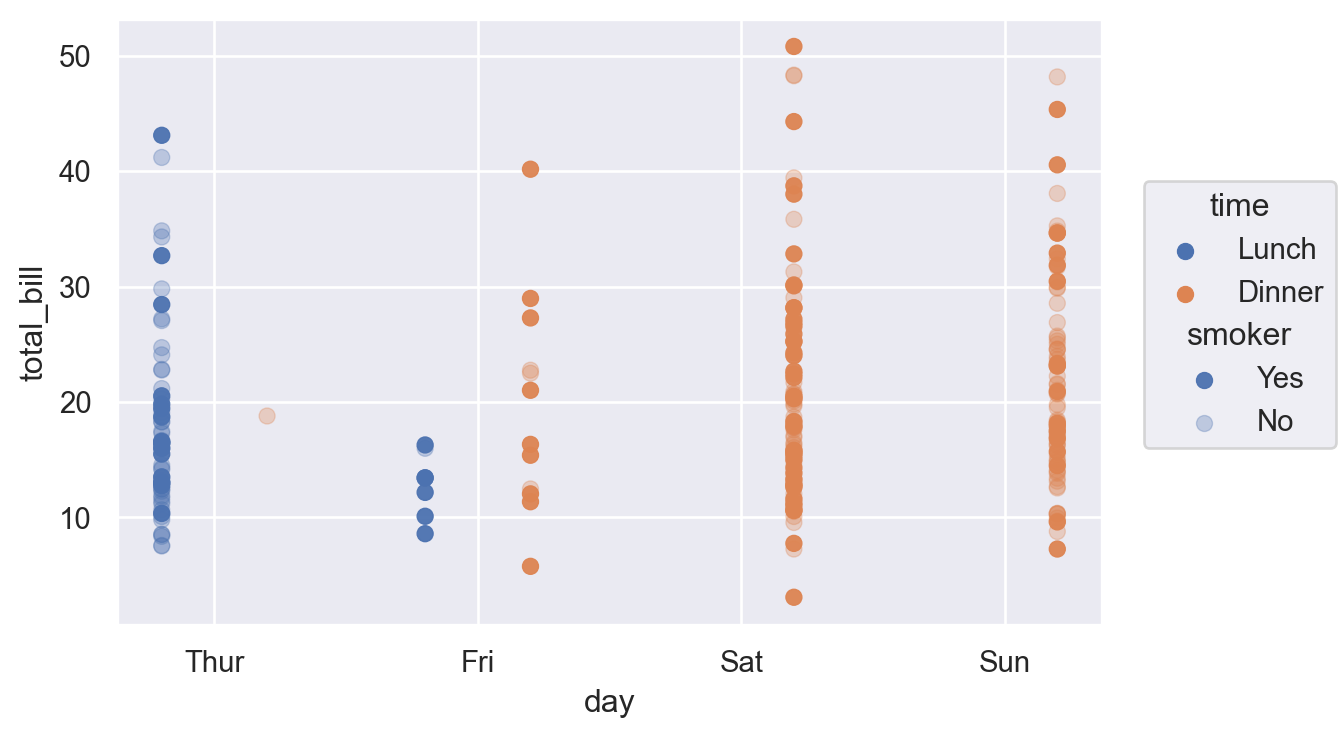 50
40
30
20
10
total_bill
Thur
Fri
Sat
Sun
day
time
Lunch
Dinner
smoker
Yes
No